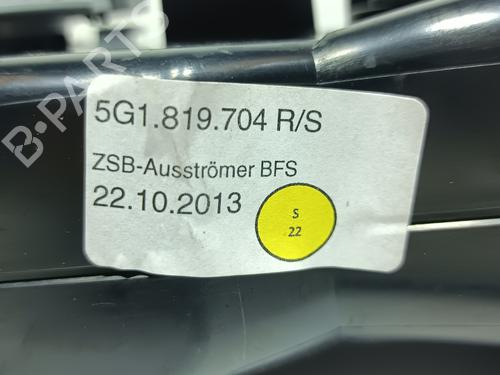 5G1.819.704 R/S
ZSB-Ausströmer BFS
22.10.2013
S
22
B-PARTS